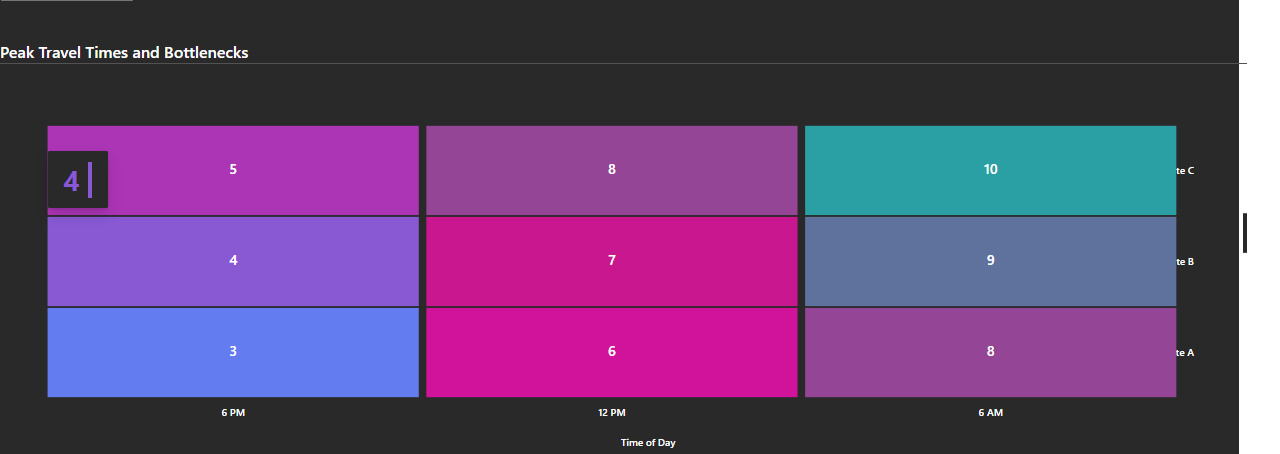 Peak Travel Times and Bottlenecks
5 8 10 te C
4
4 7 9 te B
3 6 8 te A
6 PM 12 PM 6 AM
Time of Day